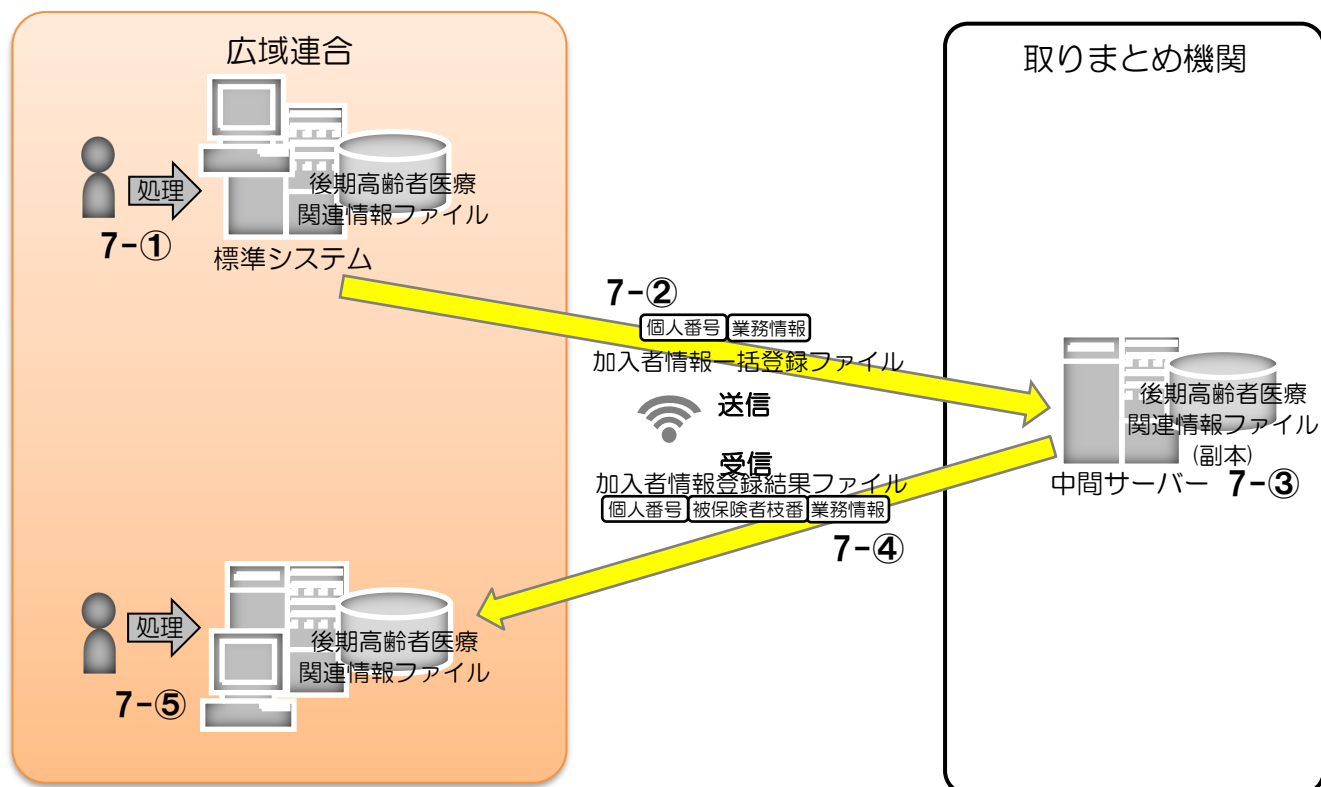 広域連合
処理
後期高齢者医療
関連情報ファイル
7-①
標準システム
7-②
個人番号 業務情報
加入者情報一括登録ファイル
送信
受信
加入者情報登録結果ファイル
個人番号 被保険者枝番 業務情報
7-④
取りまとめ機関
後期高齢者医療
関連情報ファイル
(副本)
中間サーバー 7-③
処理
後期高齢者医療
関連情報ファイル
7-⑤